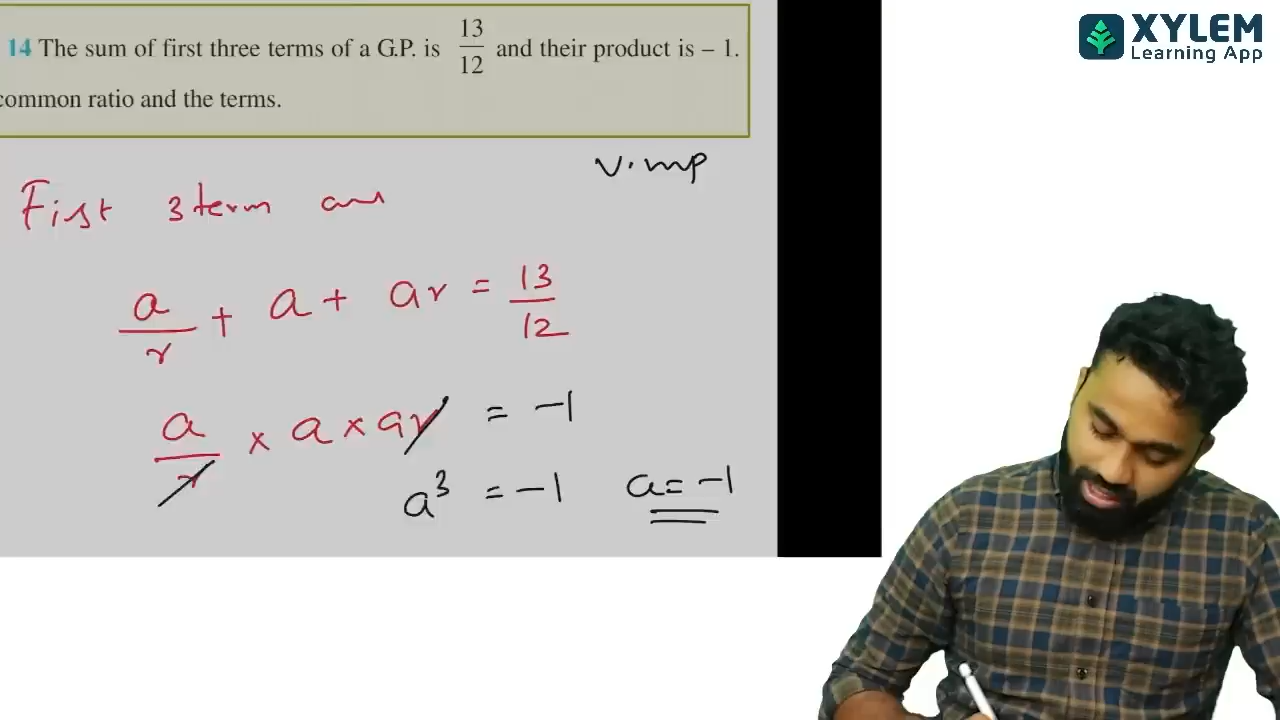 XYLEM
Learning App
14 The sum of first three terms of a G.P. is 13/12 and their product is – 1.
common ratio and the terms.
v.imp
First 3 term are
a/r + a + ar = 13/12
a/r × a × ar = -1
a³ = -1 a = -1